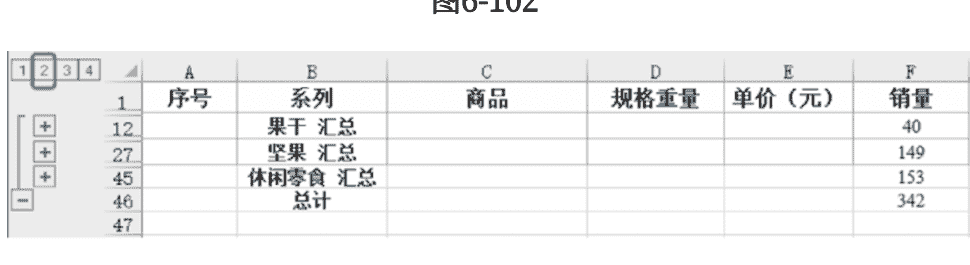 图6-102
1 2 3 4 A B C D E F
1 序号 系列 商品 规格重量 单价（元） 销量
+ 12 果干 汇总 40
+ 27 坚果 汇总 149
+ 45 休闲零食 汇总 153
− 46 总计 342
47